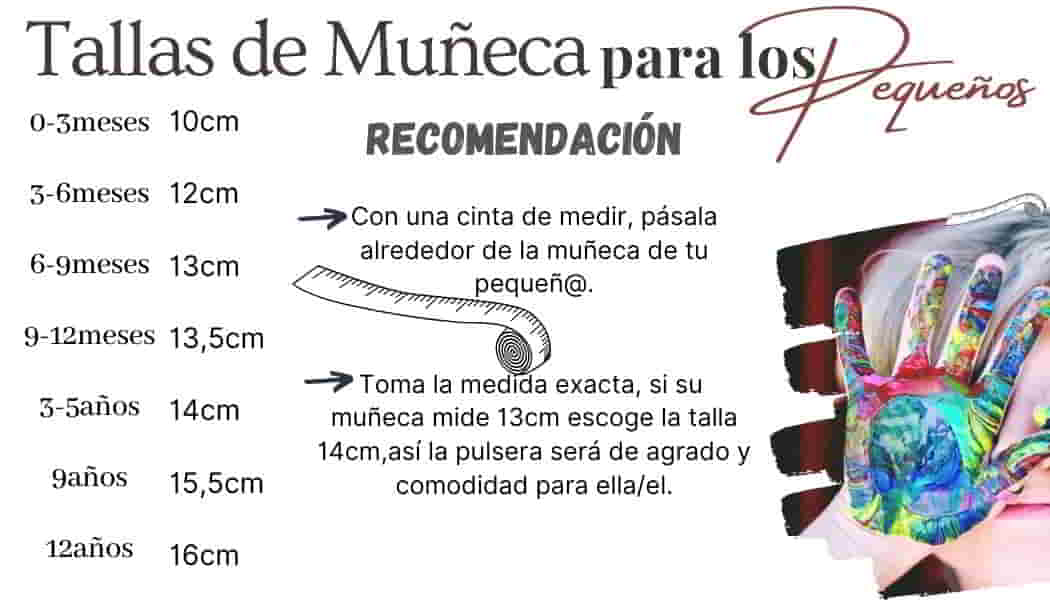 Tallas de Muñeca para los Pequeños
0-3meses 10cm
3-6meses 12cm
6-9meses 13cm
9-12meses 13,5cm
3-5años 14cm
9años 15,5cm
12años 16cm
RECOMENDACIÓN
Con una cinta de medir, pásala
alrededor de la muñeca de tu
pequeñ@.
Toma la medida exacta, si su
muñeca mide 13cm escoge la talla
14cm,así la pulsera será de agrado y
comodidad para ella/el.